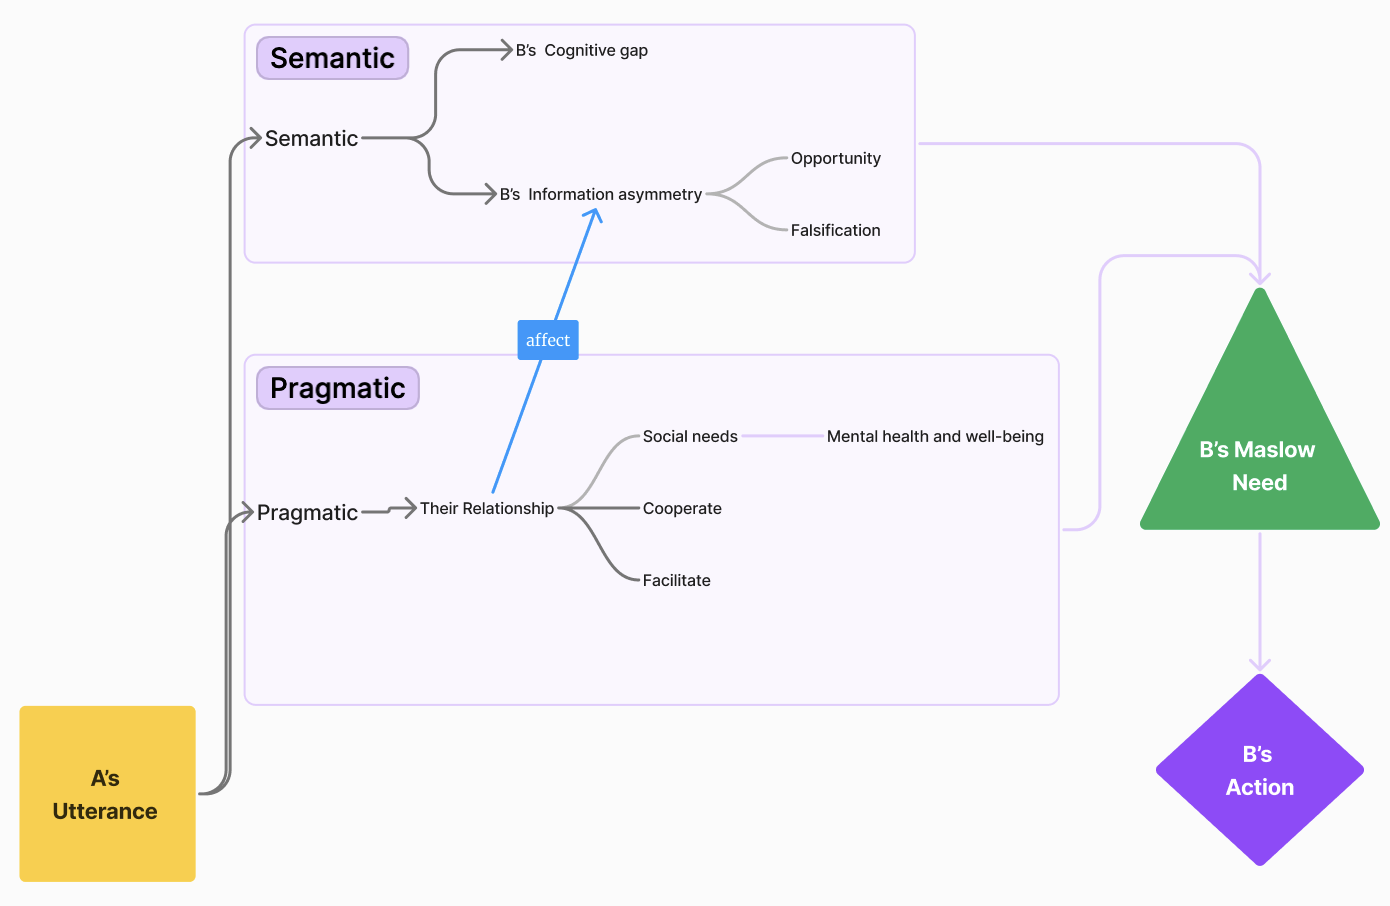 Semantic
B's Cognitive gap
Semantic
Opportunity
B's Information asymmetry
Falsification
affect
Pragmatic
Social needs
Mental health and well-being
Their Relationship
Pragmatic
Cooperate
Facilitate
B's Maslow
Need
A's
Utterance
B's
Action